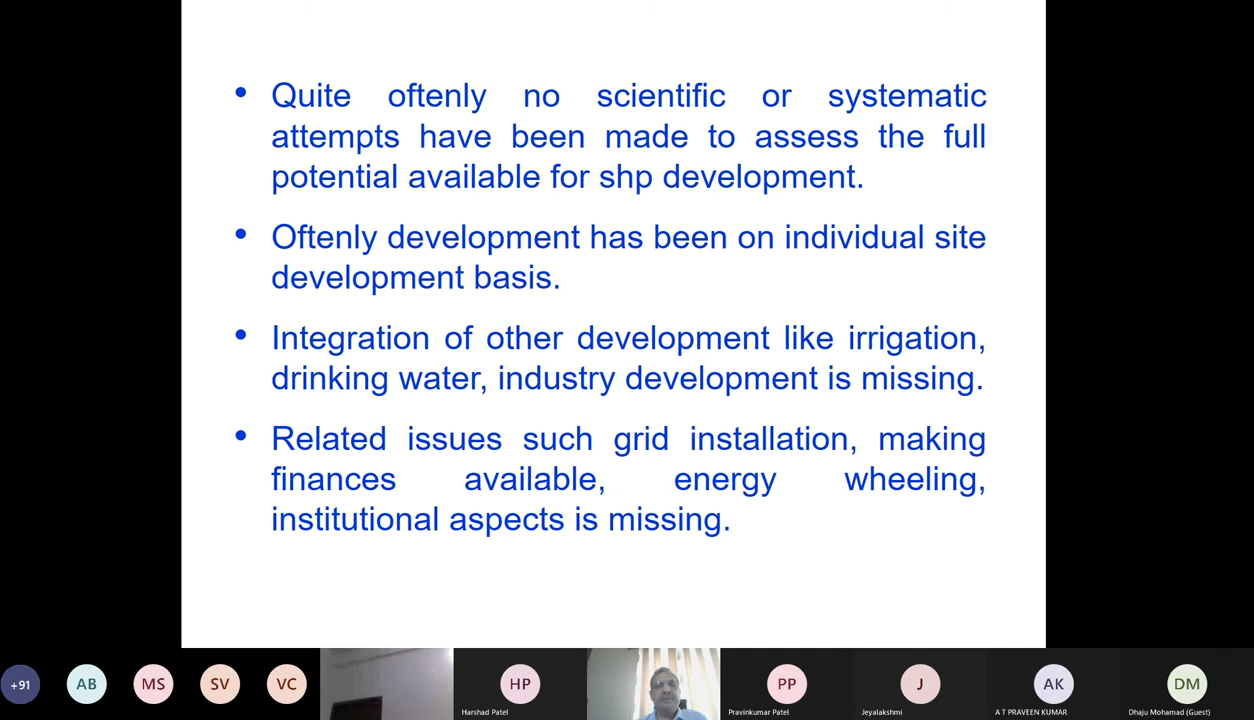 • Quite oftenly no scientific or systematic
attempts have been made to assess the full
potential available for shp development.
• Oftenly development has been on individual site
development basis.
• Integration of other development like irrigation,
drinking water, industry development is missing.
• Related issues such grid installation, making
finances available, energy wheeling,
institutional aspects is missing.
+91 AB MS SV VC HP PP J AK DM
Harshad Patel Pravinkumar Patel Jeyalakshmi A T PRAVEEN KUMAR Dhaju Mohamad (Guest)